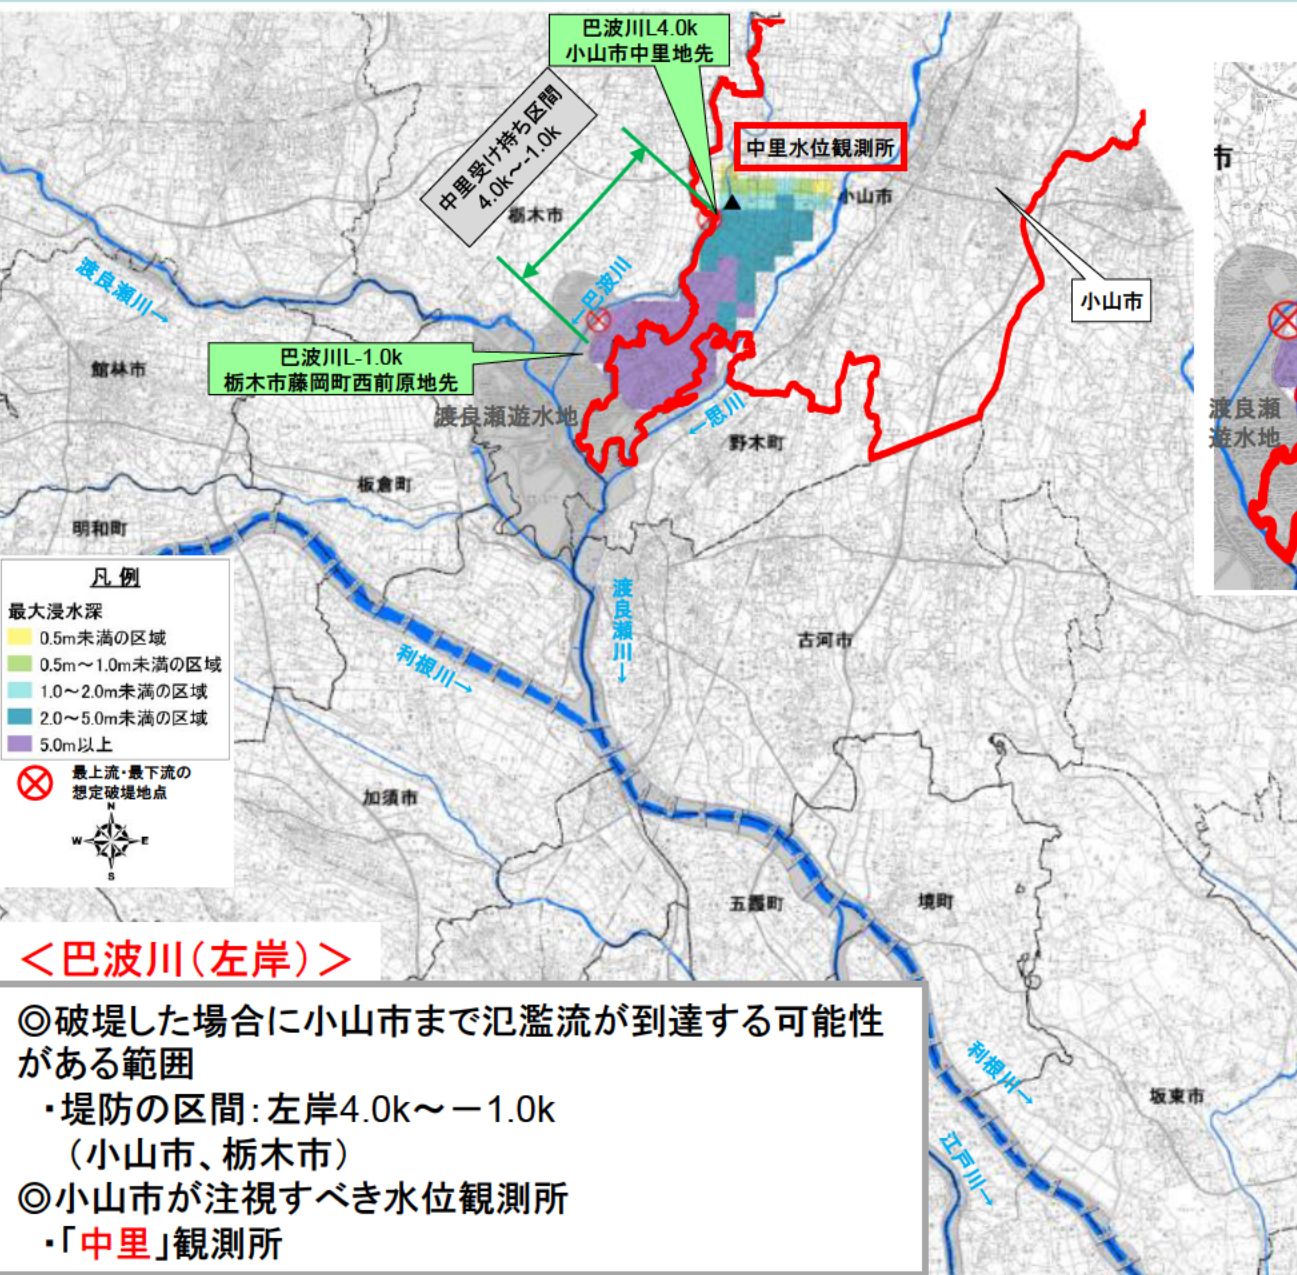 巴波川L4.0k
小山市中里地先
中里受け持ち区間
4.0k～-1.0k
中里水位観測所
小山市
栃木市
市
渡良瀬川→
←巴波川
小山市
巴波川L-1.0k
栃木市藤岡町西前原地先
館林市
渡良瀬遊水地
←思川
野木町
渡良瀬
遊水地
板倉町
明和町
凡 例
最大浸水深
0.5m未満の区域
0.5m～1.0m未満の区域
1.0～2.0m未満の区域
2.0～5.0m未満の区域
5.0m以上
最上流・最下流の
想定破堤地点
N
W
E
S
渡良瀬川→
利根川→
古河市
加須市
五霞町
境町
＜巴波川(左岸)＞
◎破堤した場合に小山市まで氾濫流が到達する可能性
がある範囲
・堤防の区間：左岸4.0k～－1.0k
（小山市、栃木市）
◎小山市が注視すべき水位観測所
・「中里」観測所
利根川→
坂東市
江戸川→